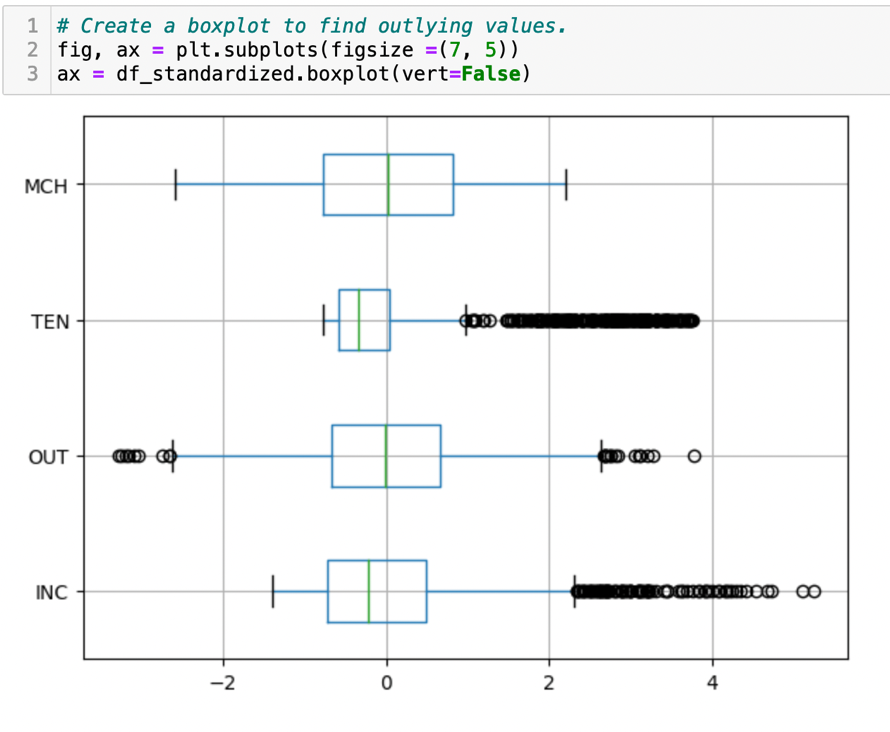 1 # Create a boxplot to find outlying values.
2 fig, ax = plt.subplots(figsize =(7, 5))
3 ax = df_standardized.boxplot(vert=False)
MCH
TEN
OUT
INC
−2 0 2 4